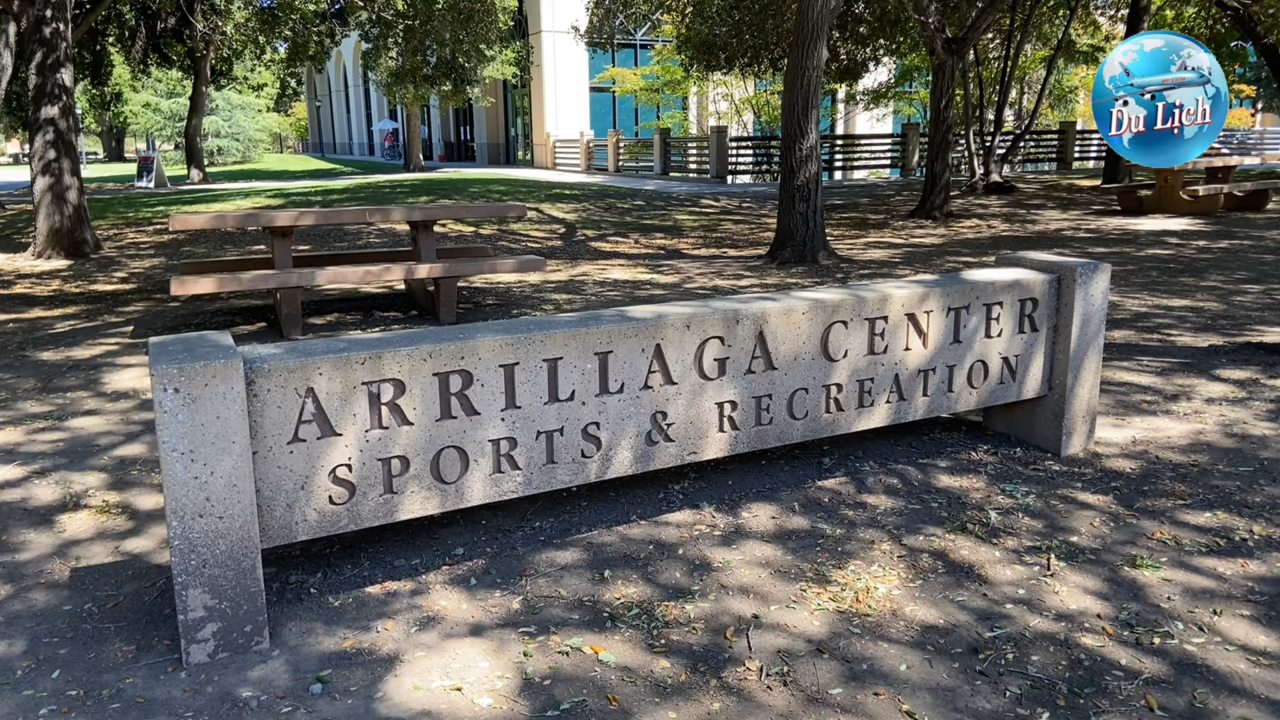 Du Lịch
ARRILLAGA CENTER
SPORTS & RECREATION